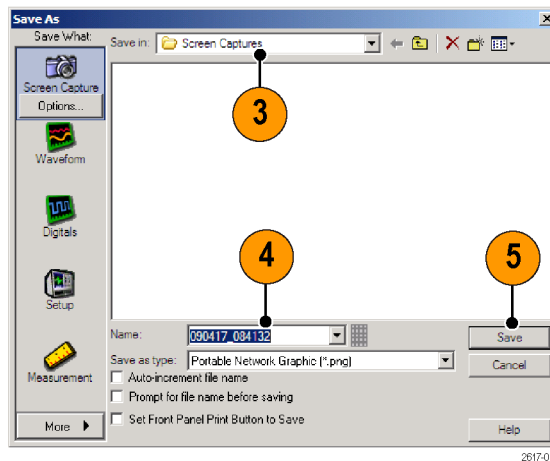 Save As
Save What:
Save in: Screen Captures
Screen Capture
Options...
3
Waveform
Digitals
4
5
Setup
Name: 090417_084132
Save
Save as type: Portable Network Graphic (*.png)
Cancel
Measurement
Auto-increment file name
Prompt for file name before saving
Set Front Panel Print Button to Save
More
Help
2617-0